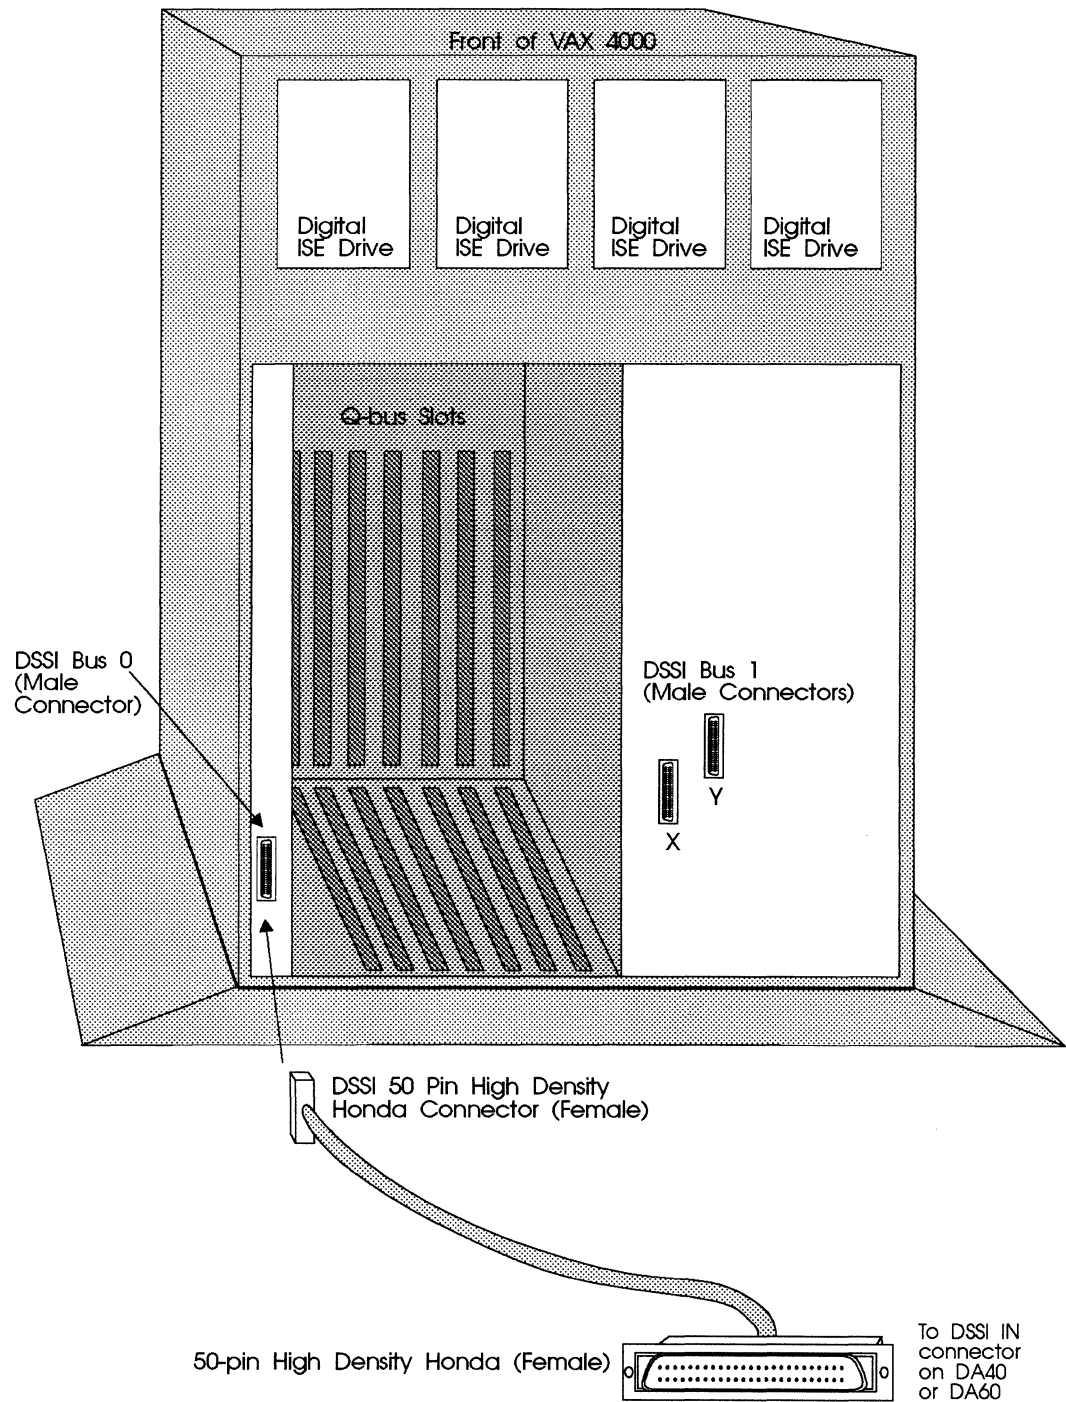 Front of VAX 4000
Digital
ISE Drive
Digital
ISE Drive
Digital
ISE Drive
Digital
ISE Drive
Q-bus Slots
DSSI Bus 0
(Male
Connector)
DSSI Bus 1
(Male Connectors)
Y
X
DSSI 50 Pin High Density
Honda Connector (Female)
50-pin High Density Honda (Female)
To DSSI IN
connector
on DA40
or DA60